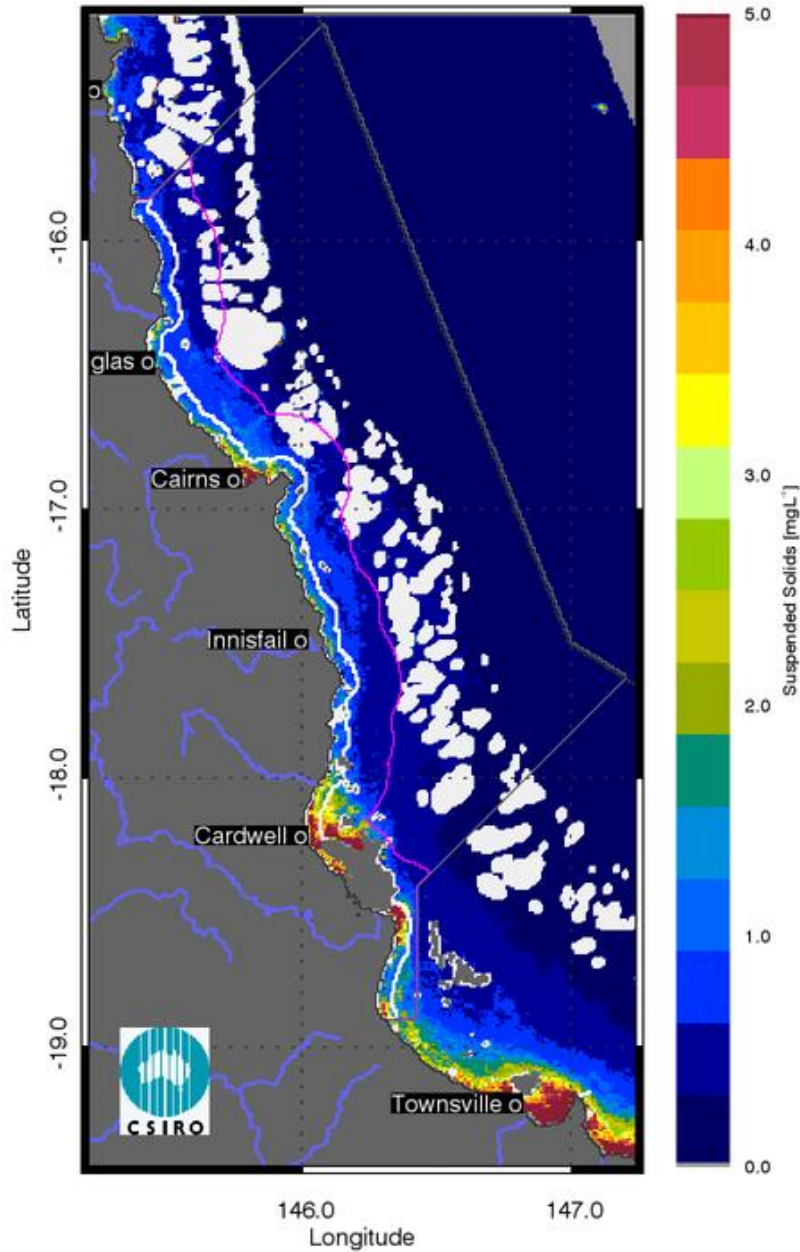 glas o
Cairns o
Innisfail o
Cardwell o
Townsville o
CSIRO
-16.0
-17.0
-18.0
-19.0
Latitude
146.0
147.0
Longitude
5.0
4.0
3.0
2.0
1.0
0.0
Suspended Solids [mgL⁻¹]